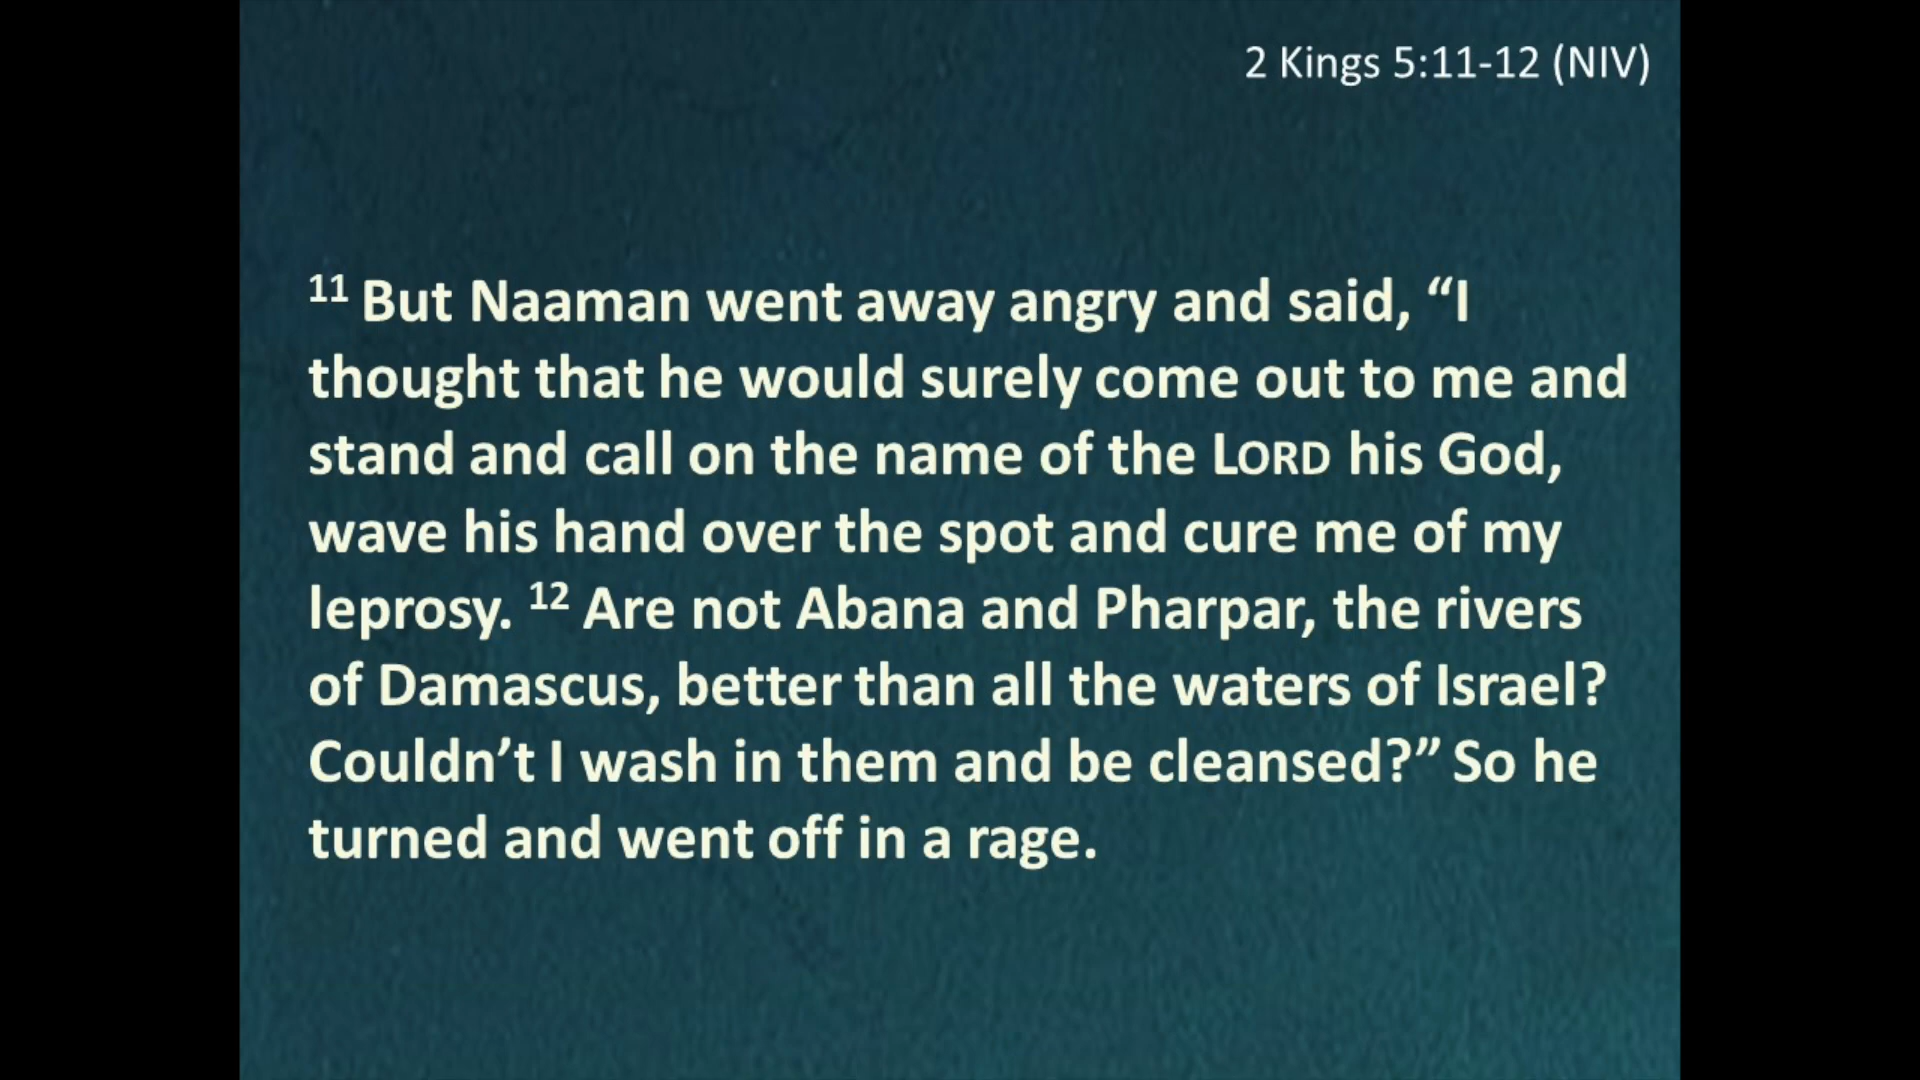 2 Kings 5:11-12 (NIV)
11 But Naaman went away angry and said, “I
thought that he would surely come out to me and
stand and call on the name of the LORD his God,
wave his hand over the spot and cure me of my
leprosy. 12 Are not Abana and Pharpar, the rivers
of Damascus, better than all the waters of Israel?
Couldn’t I wash in them and be cleansed?” So he
turned and went off in a rage.